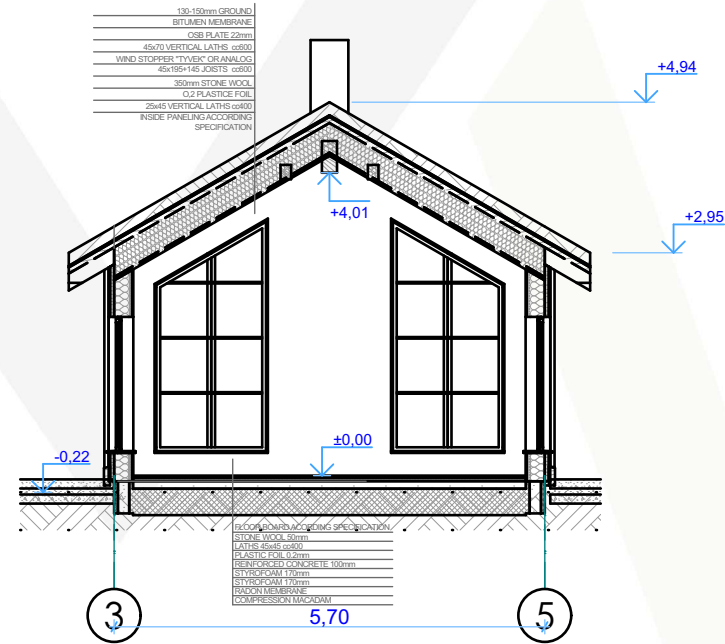 130-150mm GROUND
BITUMEN MEMBRANE
OSB PLATE 22mm
45x70 VERTICAL LATHS cc600
WIND STOPPER "TYVEK" OR ANALOG
45x195+145 JOISTS cc600
350mm STONE WOOL
O,2 PLASTICE FOIL
25x45 VERTICAL LATHS cc400
INSIDE PANELING ACCORDING
SPECIFICATION
+4,94
+4,01
+2,95
±0,00
-0,22
FLOOR BOARD ACCORDING SPECIFICATION
STONE WOOL 50mm
LATHS 45x45 cc400
PLASTIC FOIL 0.2mm
REINFORCED CONCRETE 100mm
STYROFOAM 170mm
STYROFOAM 170mm
RADON MEMBRANE
COMPRESSION MACADAM
3
5,70
5